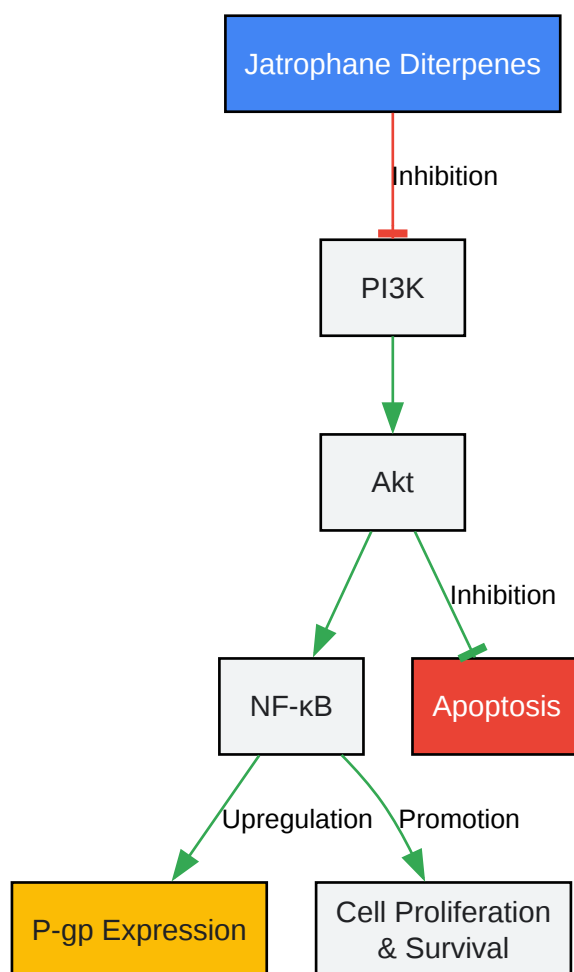 Jatrophane Diterpenes
Inhibition
PI3K
Akt
Inhibition
NF-κB
Apoptosis
Upregulation
Promotion
P-gp Expression
Cell Proliferation
& Survival